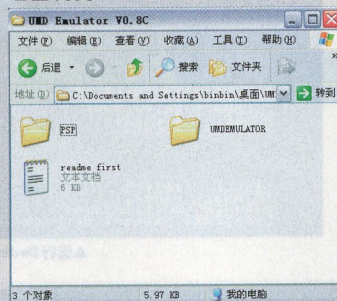 UMD Emulator V0.8C
文件(F) 编辑(E) 查看(V) 收藏(A) 工具(T) 帮助(H)
后退 搜索 文件夹
地址(D) C:\Documents and Settings\binbin\桌面\UM 转到
PSP
UMDEMULATOR
readme first
文本文档
6 KB
3 个对象 5.97 KB 我的电脑